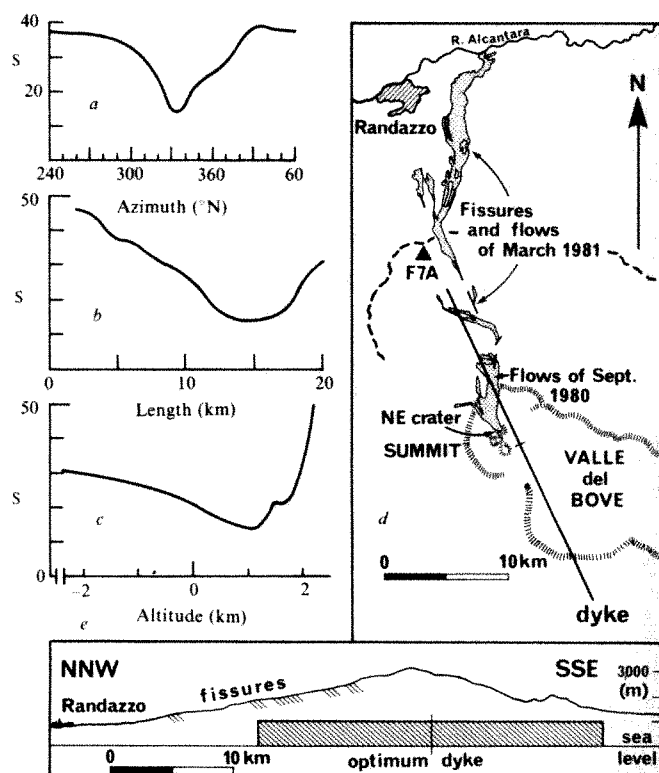 40
S
20
a
240 300 360 60
Azimuth (°N)
50
S
b
0
0 10 20
Length (km)
50
S
c
0
-2 0 2
Altitude (km)
R. Alcantara
N
Randazzo
Fissures
and flows
of March 1981
F7A
Flows of Sept.
1980
NE crater
SUMMIT
VALLE
del
BOVE
d
0 10km
dyke
e
NNW SSE
Randazzo
fissures
3000
(m)
sea
level
0 10 km
optimum dyke